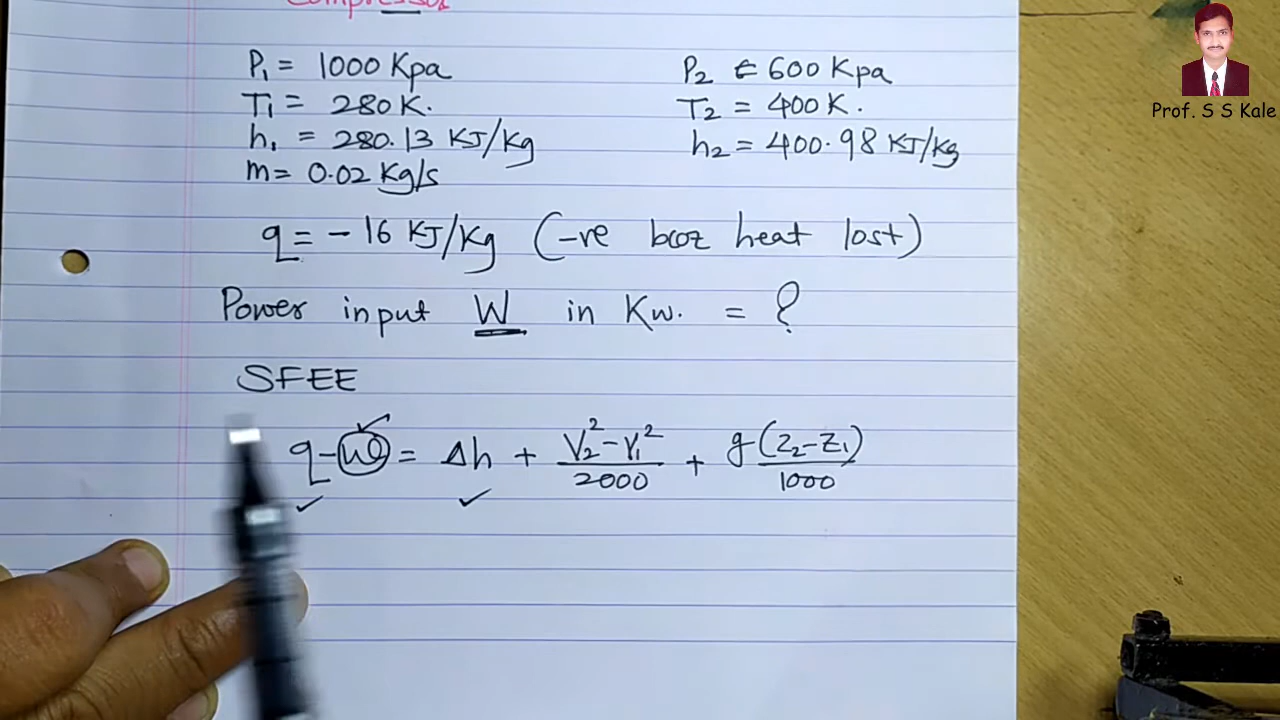 Compressor
P₁ = 1000 Kpa
T₁ = 280 K.
h₁ = 280.13 KJ/Kg
m = 0.02 Kg/s
P₂ = 600 Kpa
T₂ = 400 K.
h₂ = 400.98 KJ/Kg
q = -16 KJ/Kg (-re bcoz heat lost)
Power input W in Kw. = ?
SFEE
q - w = Δh + V₂² - V₁² / 2000 + g(Z₂ - Z₁) / 1000
Prof. S S Kale